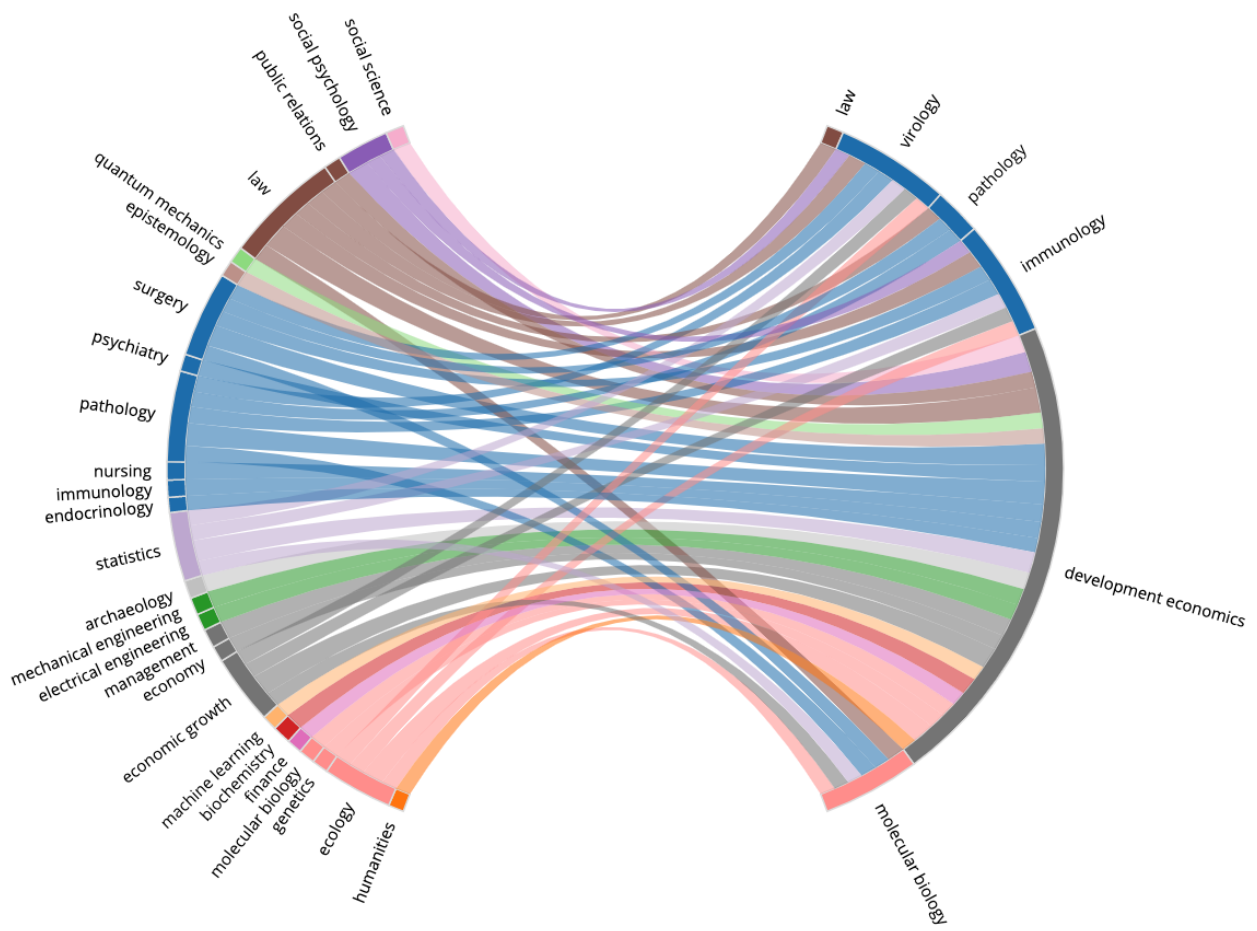 social science
social psychology
public relations
law
quantum mechanics
epistemology
surgery
psychiatry
pathology
nursing
immunology
endocrinology
statistics
archaeology
mechanical engineering
electrical engineering
management
economy
economic growth
machine learning
biochemistry
finance
molecular biology
genetics
ecology
humanities
law
virology
pathology
immunology
development economics
molecular biology